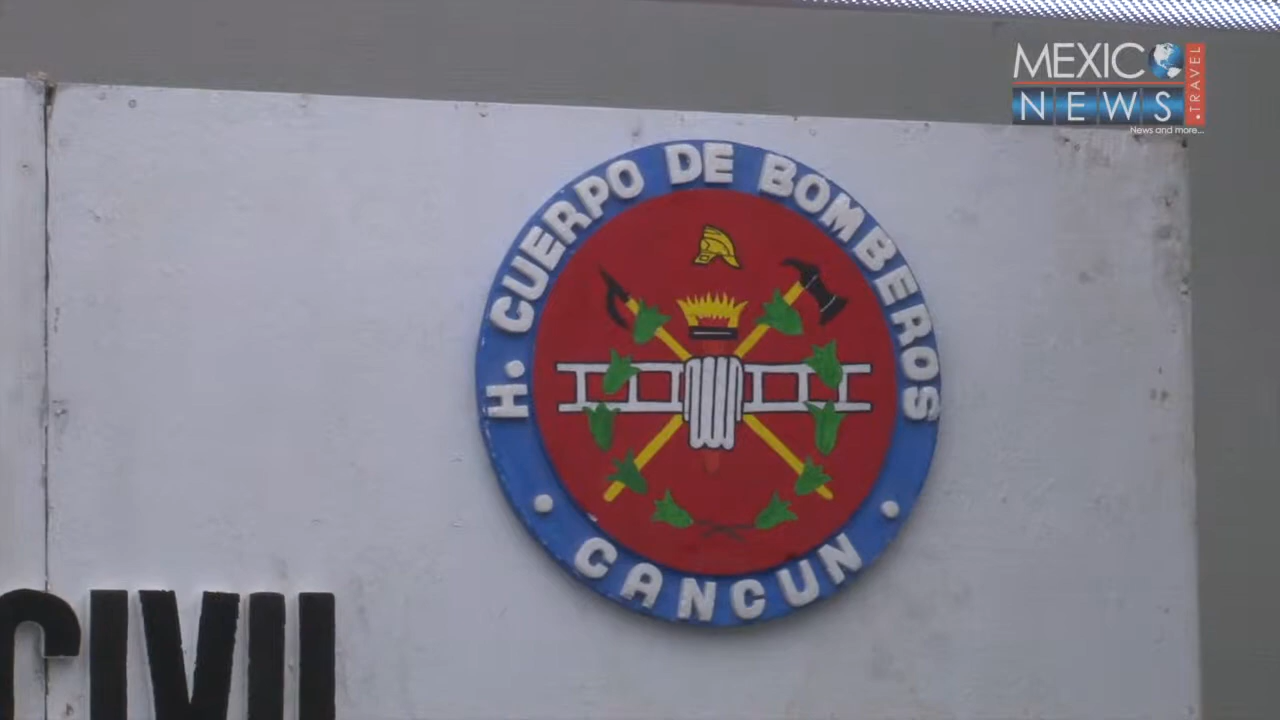 MEXICO
NEWS
.TRAVEL
News and more...
H. CUERPO DE BOMBEROS
• CANCUN •
CIVIL